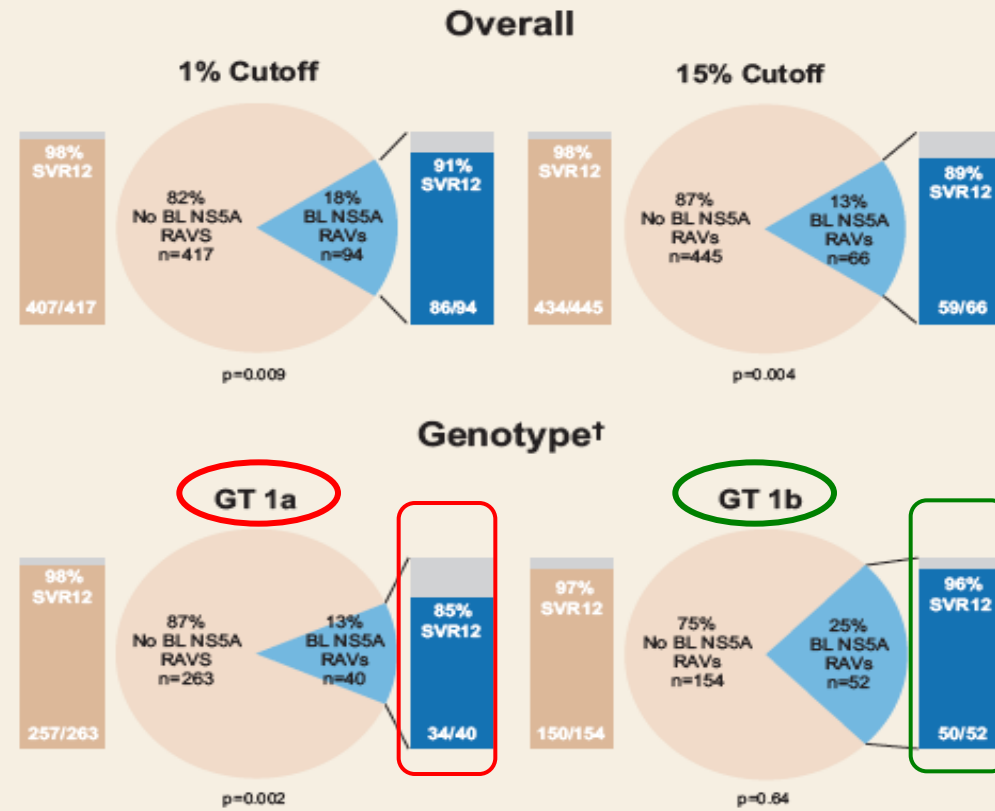 Overall
1% Cutoff
15% Cutoff
98%
SVR12
407/417
82%
No BL NS5A
RAVS
n=417
18%
BL NS5A
RAVs
n=94
91%
SVR12
86/94
p=0.009
98%
SVR12
434/445
87%
No BL NS5A
RAVs
n=445
13%
BL NS5A
RAVs
n=66
89%
SVR12
59/66
p=0.004
Genotype†
GT 1a
GT 1b
98%
SVR12
257/263
87%
No BL NS5A
RAVS
n=263
13%
BL NS5A
RAVs
n=40
85%
SVR12
34/40
p=0.002
97%
SVR12
150/154
75%
No BL NS5A
RAVs
n=154
25%
BL NS5A
RAVs
n=52
96%
SVR12
50/52
p=0.64